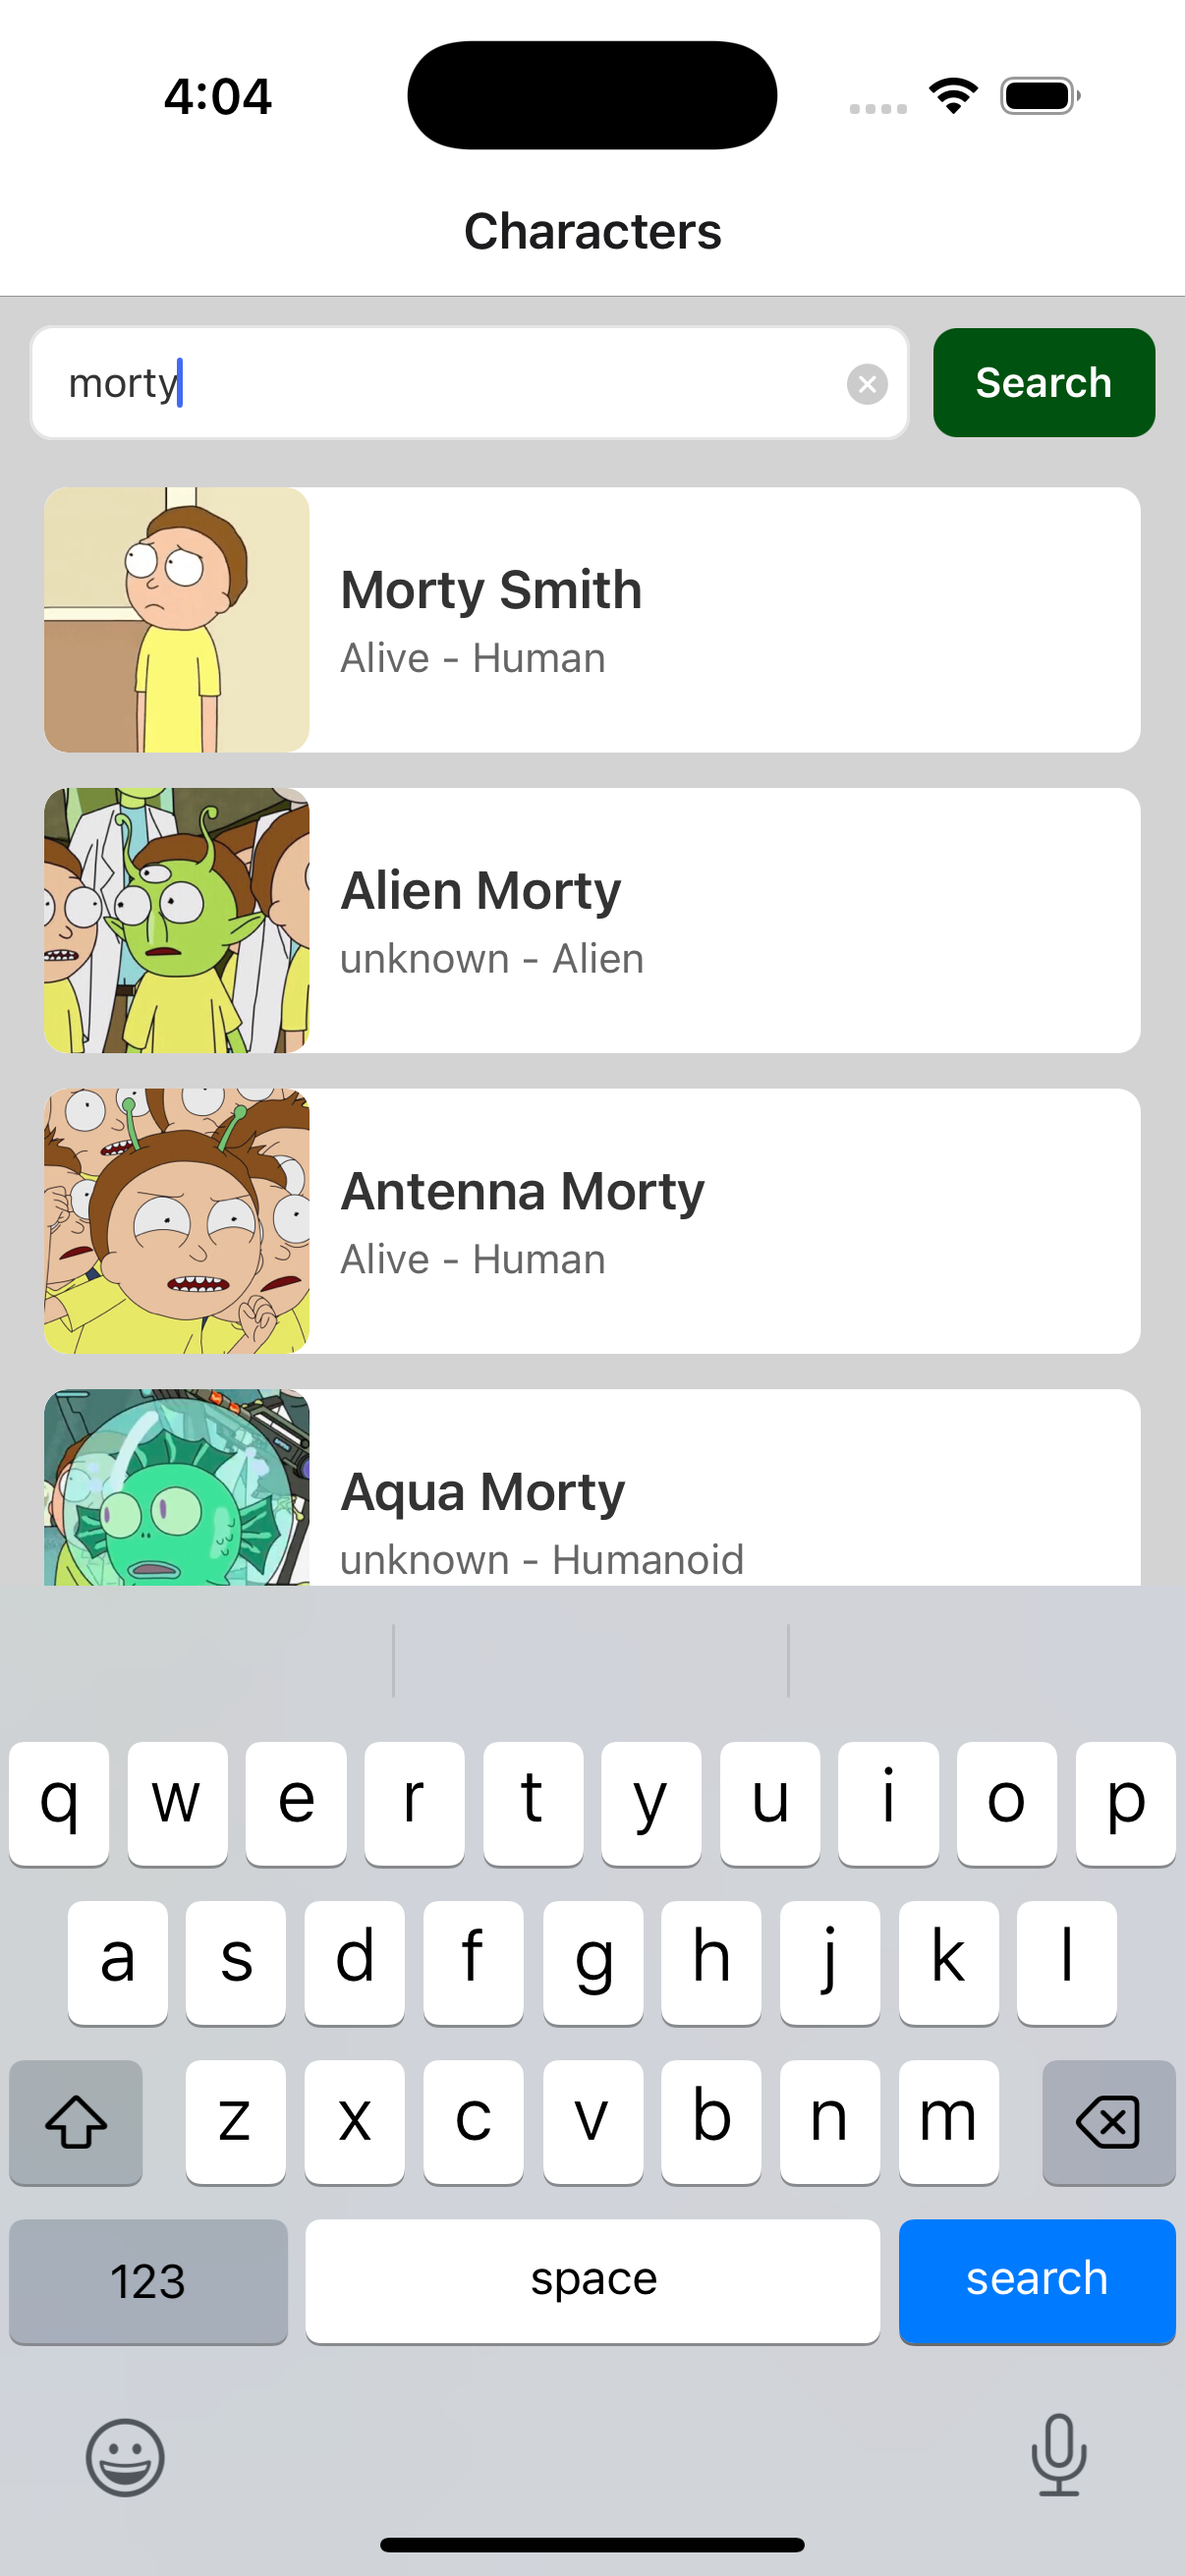 4:04
Characters
morty
Search
Morty Smith
Alive - Human
Alien Morty
unknown - Alien
Antenna Morty
Alive - Human
Aqua Morty
unknown - Humanoid
q w e r t y u i o p
a s d f g h j k l
z x c v b n m
123 space search